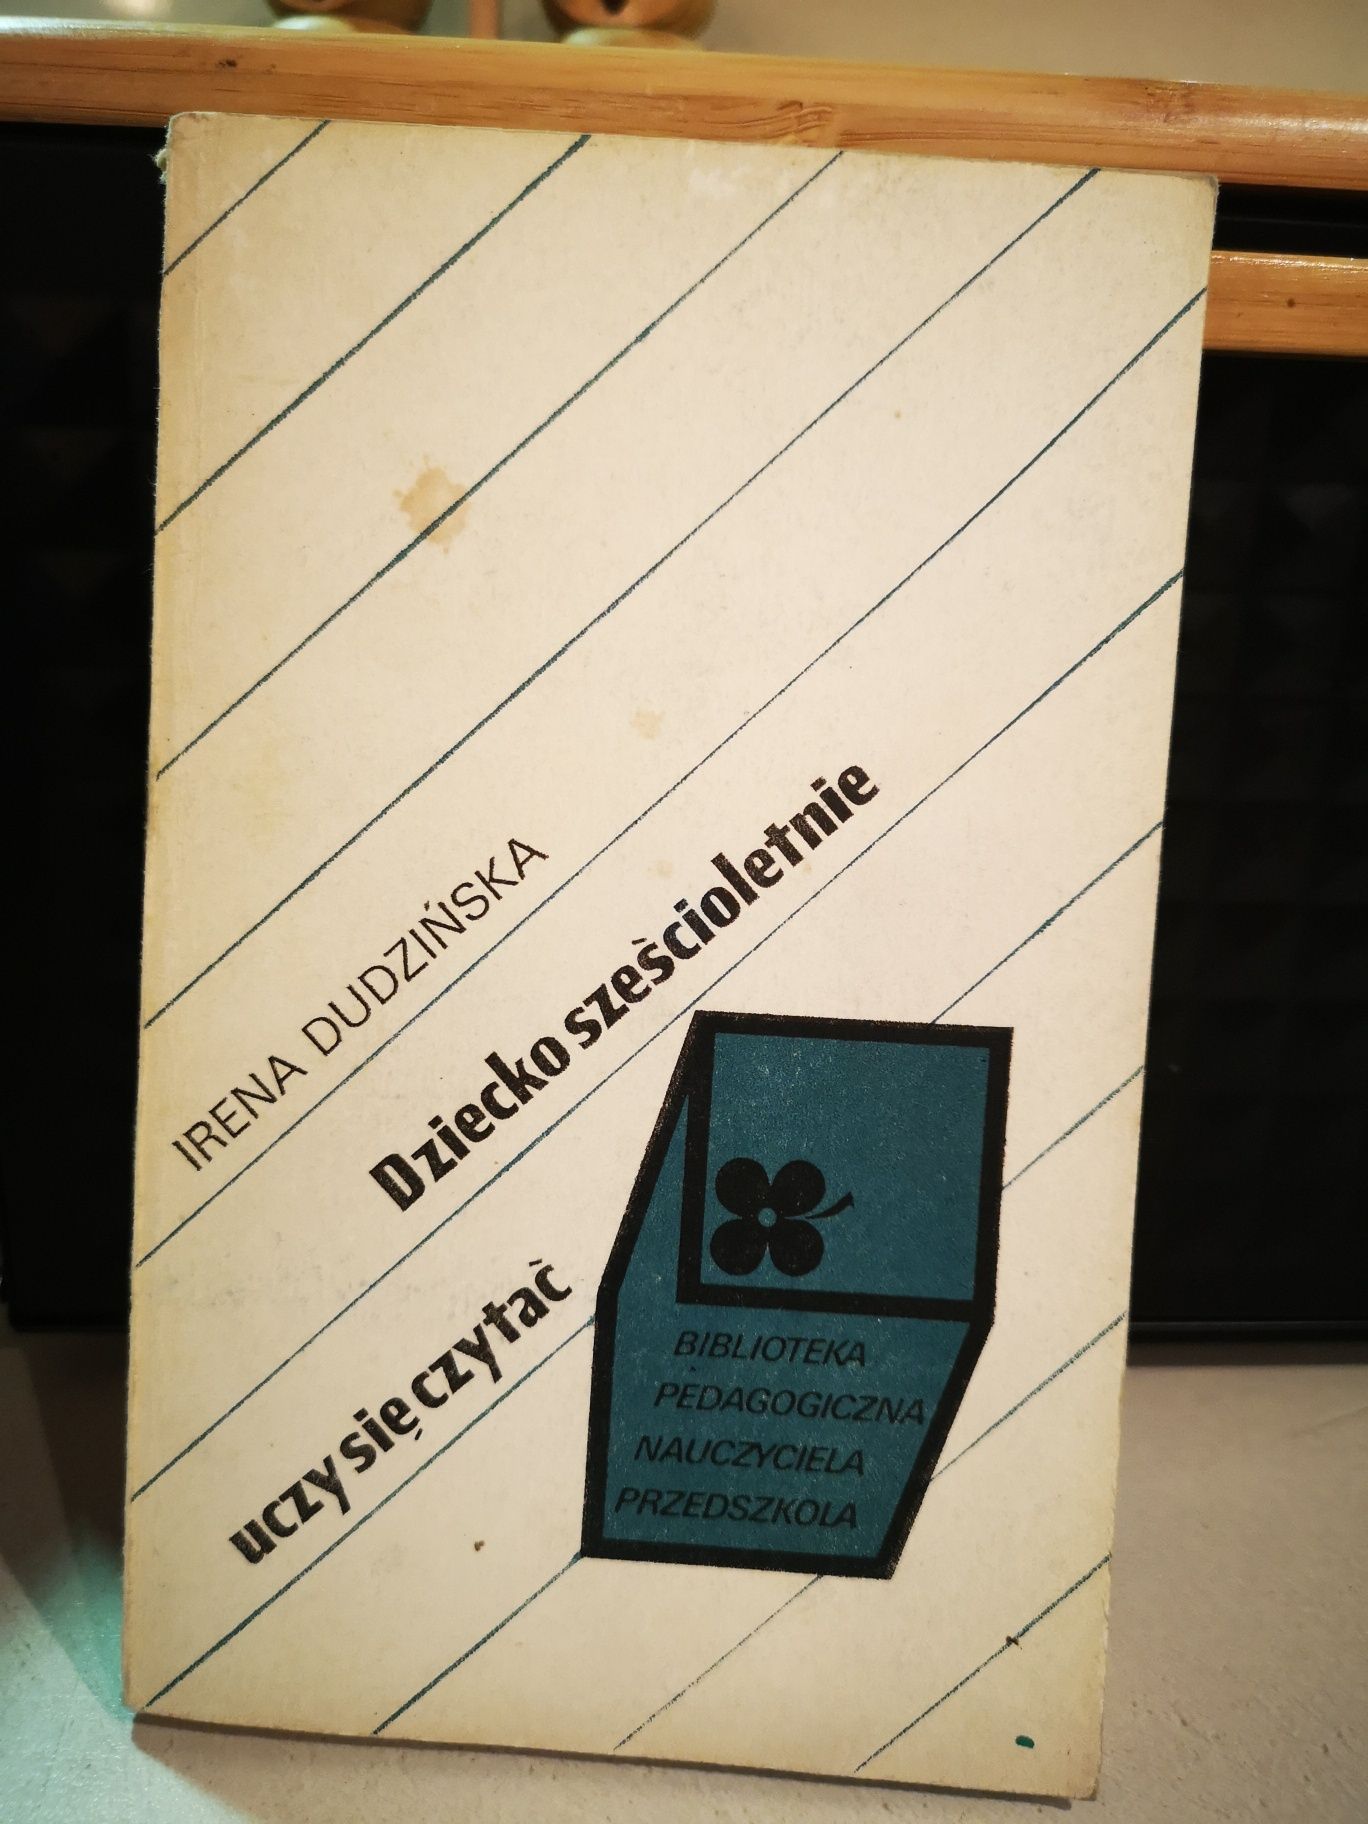 IRENA DUDZIŃSKA
Dziecko sześcioletnie
uczy się czytać
BIBLIOTEKA
PEDAGOGICZNA
NAUCZYCIELA
PRZEDSZKOLA